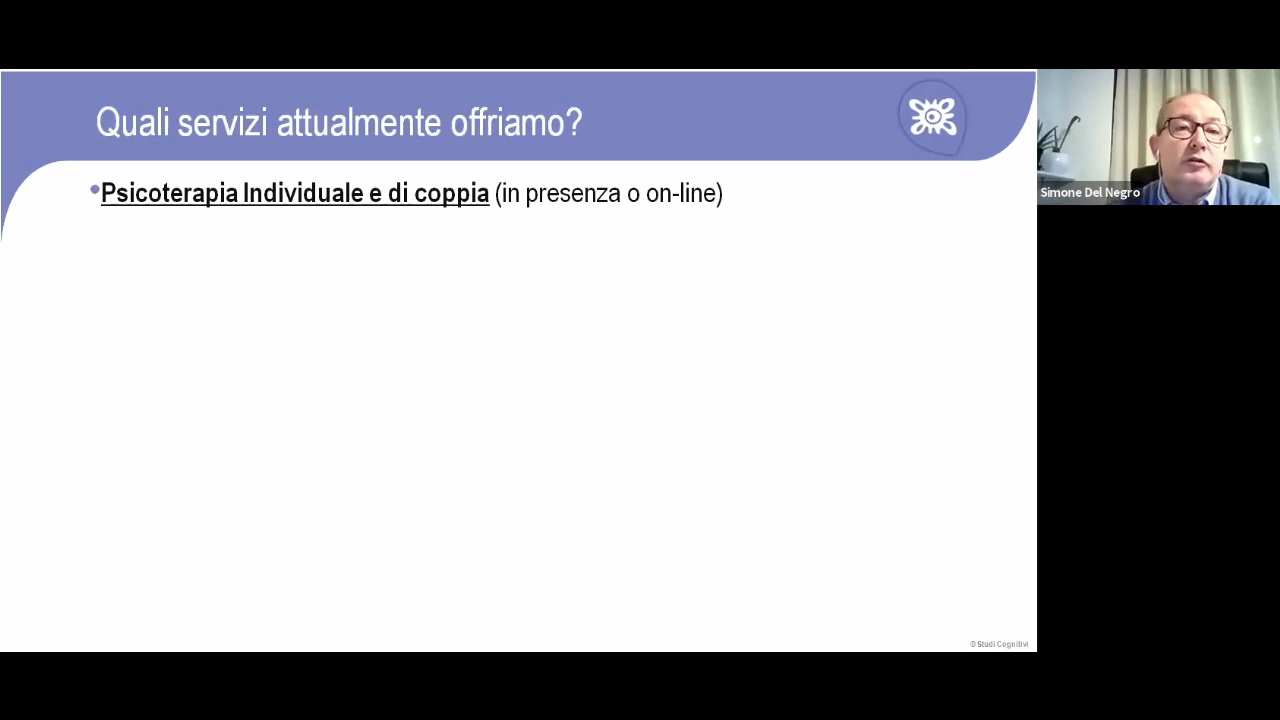 Quali servizi attualmente offriamo?
•Psicoterapia Individuale e di coppia (in presenza o on-line)
Simone Del Negro
© Studi Cognitivi